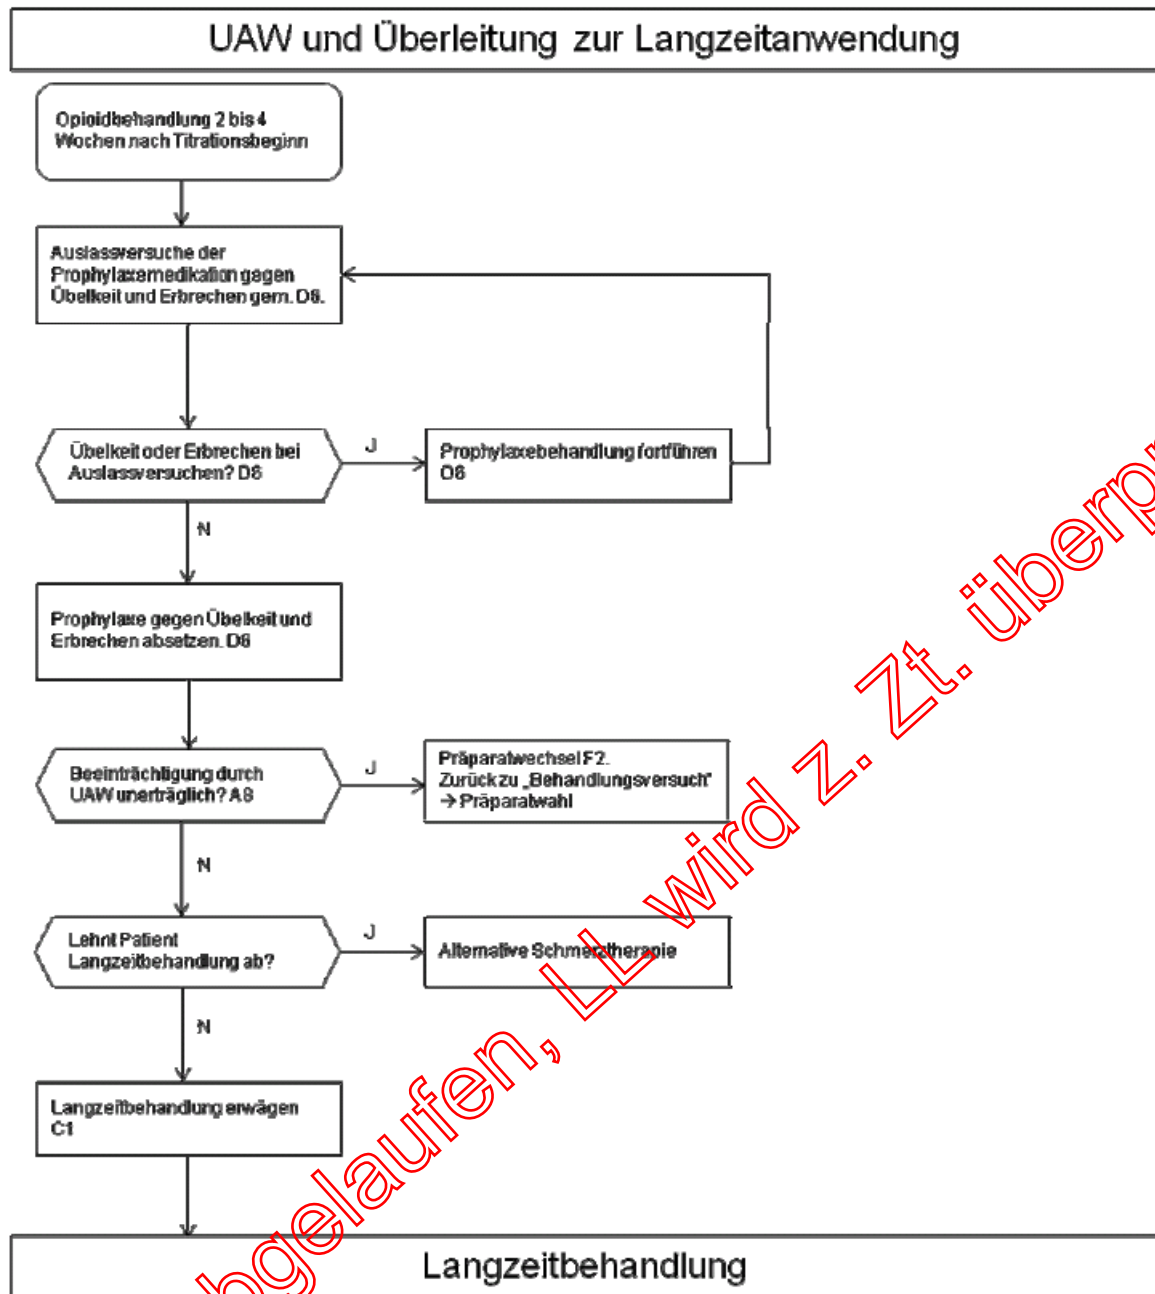 UAW und Überleitung zur Langzeitanwendung
Opioidbehandlung 2 bis 4
Wochen nach Titrationsbeginn
Auslassversuche der
Prophylaxemedikation gegen
Übelkeit und Erbrechen gem. D6.
Übelkeit oder Erbrechen bei
Auslassversuchen? D6
J
Prophylaxebehandlung fortführen
D6
N
Prophylaxe gegen Übelkeit und
Erbrechen absetzen. D6
Beeinträchtigung durch
UAW unerträglich? A8
J
Präparatwechsel F2.
Zurück zu „Behandlungsversuch"
→ Präparatwahl
N
Lehnt Patient
Langzeitbehandlung ab?
J
Alternative Schmerztherapie
N
Langzeitbehandlung erwägen
C1
Langzeitbehandlung
bgelaufen, LL wird z. Zt. überpr